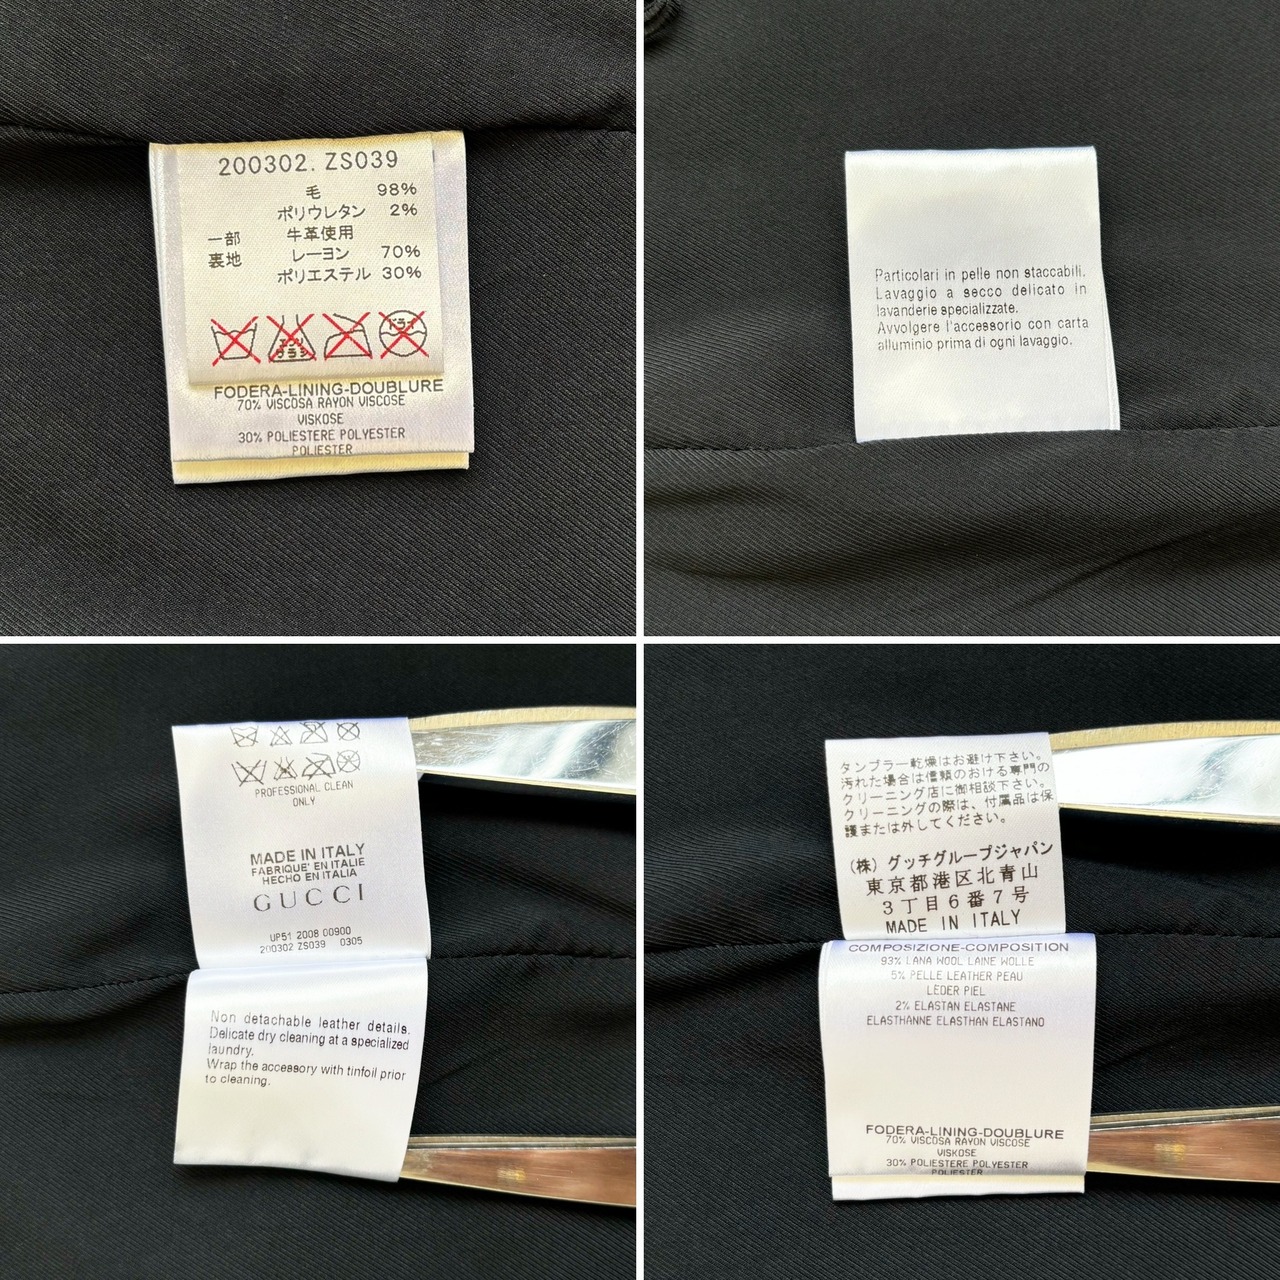 200302. ZS039
毛 98%
ポリウレタン 2%
一部 牛革使用
裏地 レーヨン 70%
ポリエステル 30%
エンソ
ブラシ
ドライ
FODERA-LINING-DOUBLURE
70% VISCOSA RAYON VISCOSE
VISKOSE
30% POLIESTERE POLYESTER
POLIESTER
Particolari in pelle non staccabili.
Lavaggio a secco delicato in
lavanderie specializzate.
Avvolgere l'accessorio con carta
alluminio prima di ogni lavaggio.
PROFESSIONAL CLEAN
ONLY
MADE IN ITALY
FABRIQUE' EN ITALIE
HECHO EN ITALIA
GUCCI
UP51 2008 00900
200302 ZS039 0305
Non detachable leather details.
Delicate dry cleaning at a specialized
laundry.
Wrap the accessory with tinfoil prior
to cleaning.
タンブラー乾燥はお避け下さい。
汚れた場合は信頼のおける専門の
クリーニング店に御相談下さい。
クリーニングの際は、付属品は保
護または外してください。
(株) グッチグループジャパン
東京都港区北青山
3丁目6番7号
MADE IN ITALY
COMPOSIZIONE-COMPOSITION
93% LANA WOOL LAINE WOLLE
5% PELLE LEATHER PEAU
LEDER PIEL
2% ELASTAN ELASTANE
ELASTHANNE ELASTHAN ELASTANO
FODERA-LINING-DOUBLURE
70% VISCOSA RAYON VISCOSE
VISKOSE
30% POLIESTERE POLYESTER
POLIESTER